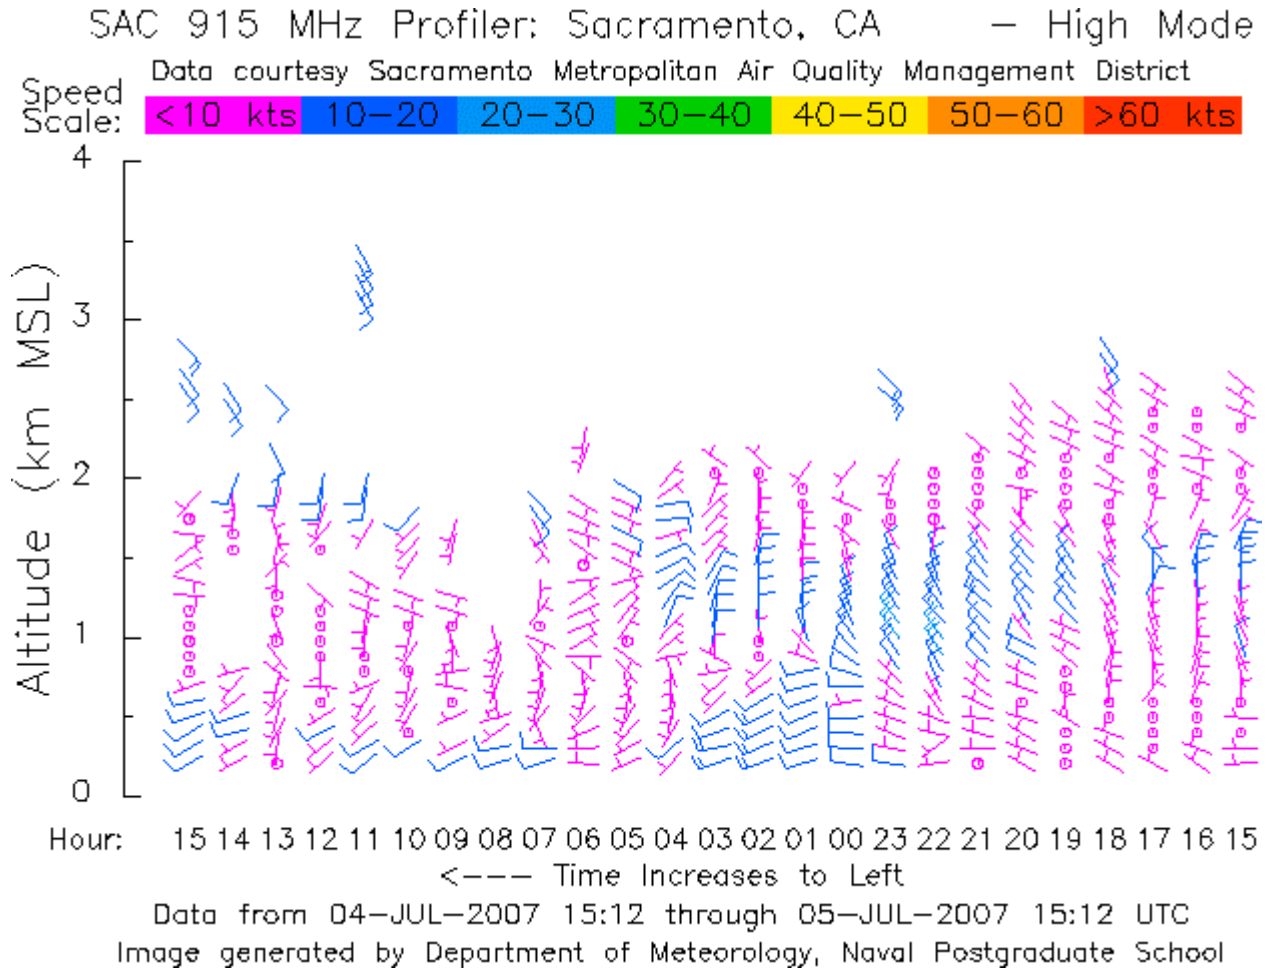 SAC 915 MHz Profiler: Sacramento, CA – High Mode
Data courtesy Sacramento Metropolitan Air Quality Management District
Speed Scale: <10 kts 10–20 20–30 30–40 40–50 50–60 >60 kts
4
3
2
1
0
Altitude (km MSL)
Hour: 15 14 13 12 11 10 09 08 07 06 05 04 03 02 01 00 23 22 21 20 19 18 17 16 15
<--- Time Increases to Left
Data from 04-JUL-2007 15:12 through 05-JUL-2007 15:12 UTC
Image generated by Department of Meteorology, Naval Postgraduate School